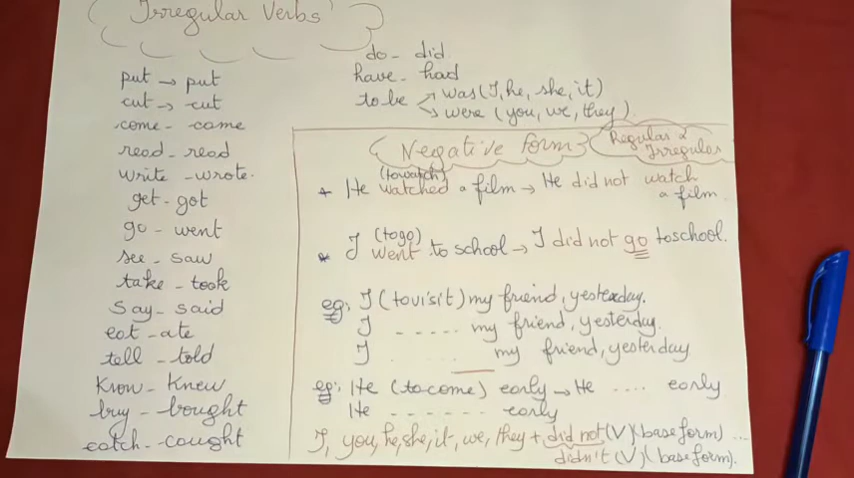 Irregular Verbs
put → put
cut → cut
come - came
read - read
write - wrote.
get - got
go - went
see - saw
take - took
say - said
eat - ate
tell - told
Know - Knew
buy - bought
catch - caught
do - did
have - had
to be < was (I, he, she, it)
were (you, we, they).
Negative form
Regular &
Irregular
(to watch)
* He watched a film → He did not watch
a film.
(to go)
* I went to school → I did not go to school.
eg: I (to visit) my friend, yesterday.
I ..... my friend, yesterday.
I my friend, yesterday
eg: He (to come) early → He .... early
He ....... early
I, you, he, she, it, we, they + did not (V) (base form) ...
didn't (V) (base form).